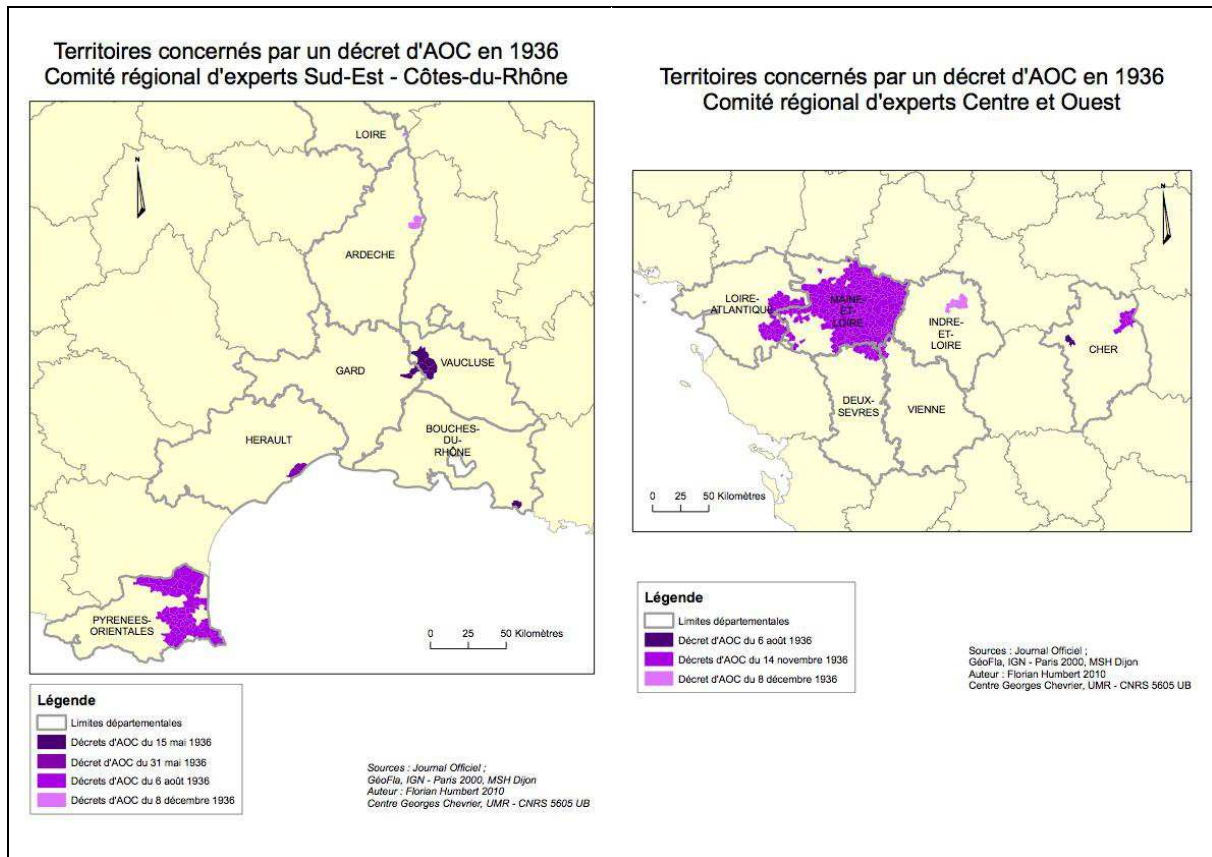 Territoires concernés par un décret d'AOC en 1936
Comité régional d'experts Sud-Est - Côtes-du-Rhône
N
LOIRE
ARDECHE
GARD
VAUCLUSE
HERAULT
BOUCHES-
DU-
RHÔNE
PYRENEES-
ORIENTALES
0 25 50 Kilomètres
Légende
Limites départementales
Décrets d'AOC du 15 mai 1936
Décret d'AOC du 31 mai 1936
Décrets d'AOC du 6 août 1936
Décrets d'AOC du 8 décembre 1936
Sources : Journal Officiel ;
GéoFla, IGN - Paris 2000, MSH Dijon
Auteur : Florian Humbert 2010
Centre Georges Chevrier, UMR - CNRS 5605 UB
Territoires concernés par un décret d'AOC en 1936
Comité régional d'experts Centre et Ouest
N
LOIRE-
ATLANTIQUE
MAINE-
ET-
LOIRE
INDRE-
ET-
LOIRE
CHER
DEUX-
SEVRES
VIENNE
0 25 50 Kilomètres
Légende
Limites départementales
Décret d'AOC du 6 août 1936
Décrets d'AOC du 14 novembre 1936
Décret d'AOC du 8 décembre 1936
Sources : Journal Officiel ;
GéoFla, IGN - Paris 2000, MSH Dijon
Auteur : Florian Humbert 2010
Centre Georges Chevrier, UMR - CNRS 5605 UB